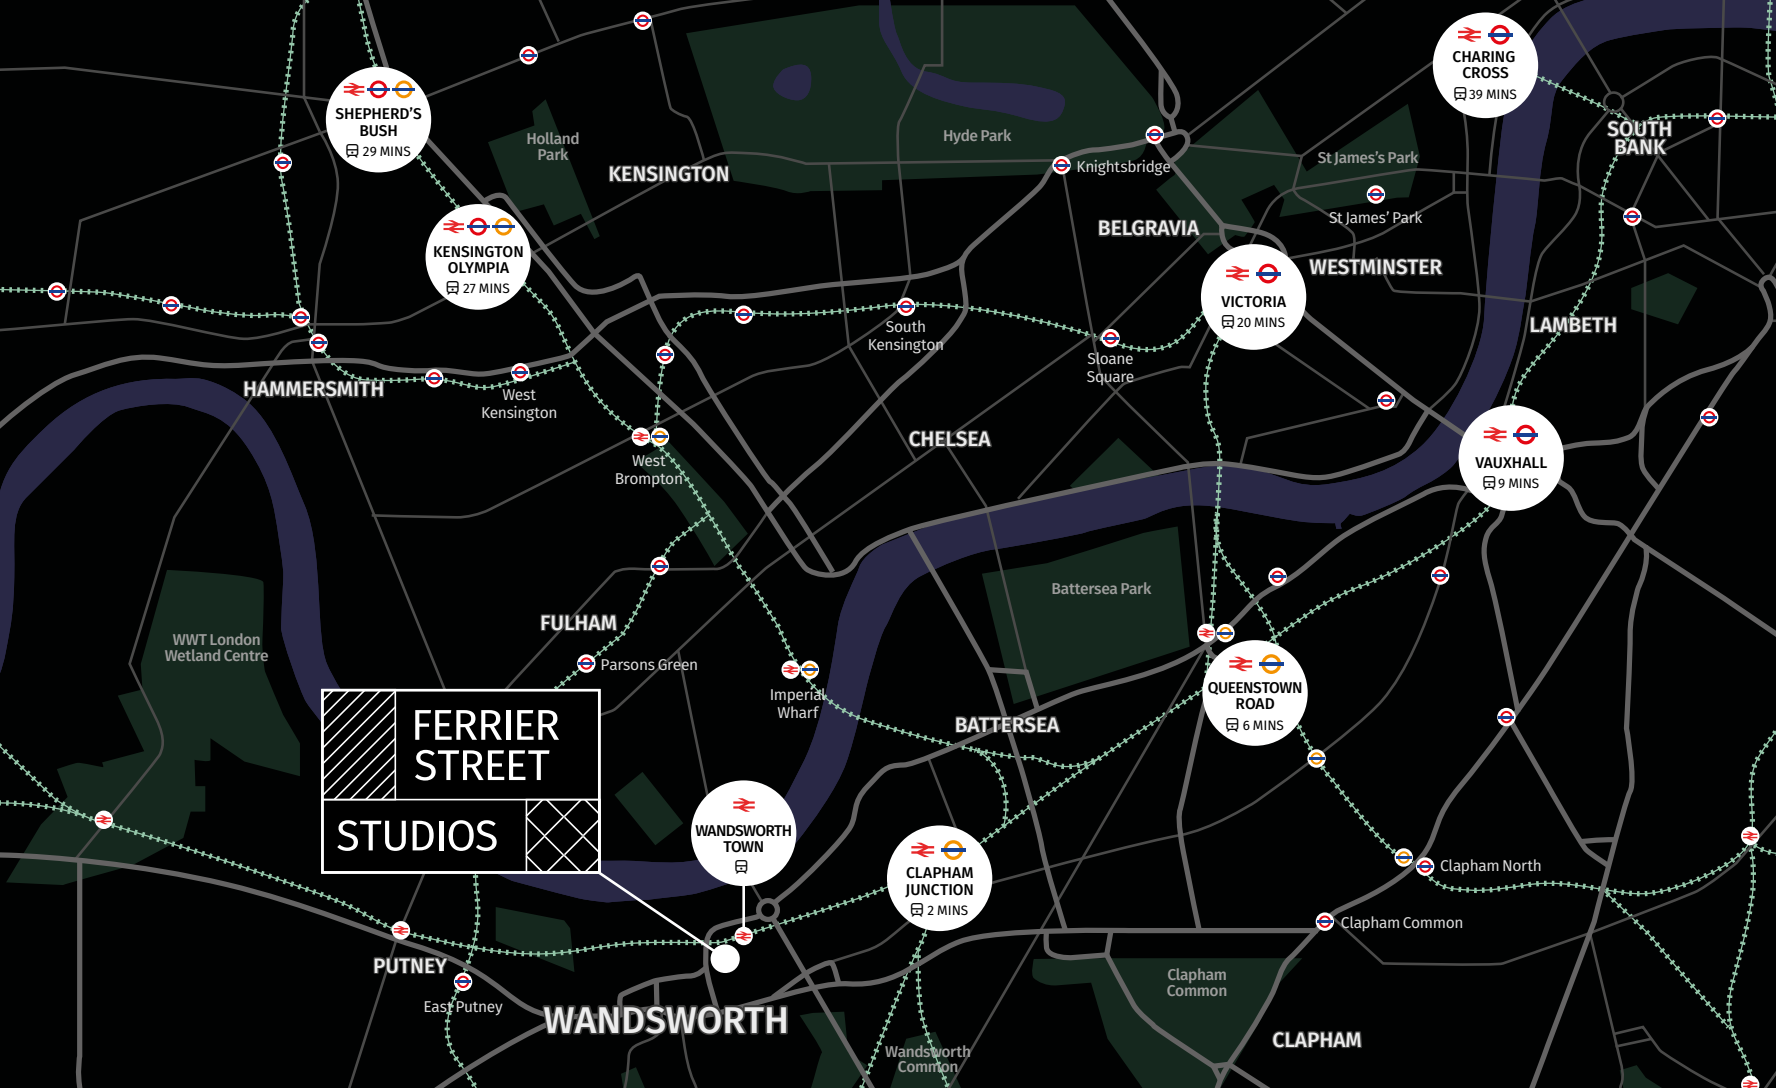 CHARING
CROSS
39 MINS
SHEPHERD'S
BUSH
29 MINS
Holland
Park
Hyde Park
SOUTH
BANK
KENSINGTON
Knightsbridge
St James's Park
St James' Park
BELGRAVIA
KENSINGTON
OLYMPIA
27 MINS
WESTMINSTER
VICTORIA
20 MINS
LAMBETH
South
Kensington
Sloane
Square
HAMMERSMITH
West
Kensington
CHELSEA
West
Brompton
VAUXHALL
9 MINS
Battersea Park
FULHAM
WWT London
Wetland Centre
Parsons Green
Imperial
Wharf
QUEENSTOWN
ROAD
6 MINS
BATTERSEA
FERRIER
STREET
STUDIOS
WANDSWORTH
TOWN
CLAPHAM
JUNCTION
2 MINS
Clapham North
Clapham Common
PUTNEY
East Putney
Clapham
Common
WANDSWORTH
CLAPHAM
Wandsworth
Common